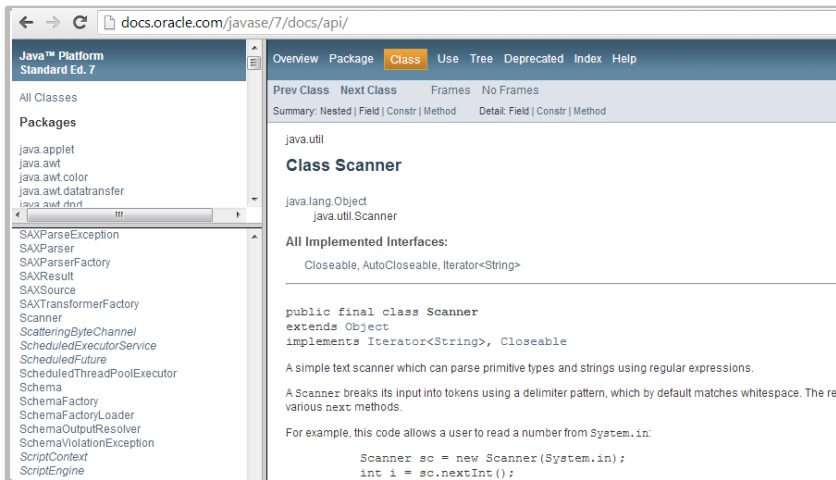 docs.oracle.com/javase/7/docs/api/
Java™ Platform
Standard Ed. 7
All Classes
Packages
java.applet
java.awt
java.awt.color
java.awt.datatransfer
java.awt.dnd
SAXParseException
SAXParser
SAXParserFactory
SAXResult
SAXSource
SAXTransformerFactory
Scanner
ScatteringByteChannel
ScheduledExecutorService
ScheduledFuture
ScheduledThreadPoolExecutor
Schema
SchemaFactory
SchemaFactoryLoader
SchemaOutputResolver
SchemaViolationException
ScriptContext
ScriptEngine
Overview Package Class Use Tree Deprecated Index Help
Prev Class Next Class Frames No Frames
Summary: Nested | Field | Constr | Method Detail: Field | Constr | Method
java.util
Class Scanner
java.lang.Object
java.util.Scanner
All Implemented Interfaces:
Closeable, AutoCloseable, Iterator<String>
public final class Scanner
extends Object
implements Iterator<String>, Closeable
A simple text scanner which can parse primitive types and strings using regular expressions.
A Scanner breaks its input into tokens using a delimiter pattern, which by default matches whitespace. The re
various next methods.
For example, this code allows a user to read a number from System.in:
Scanner sc = new Scanner(System.in);
int i = sc.nextInt();